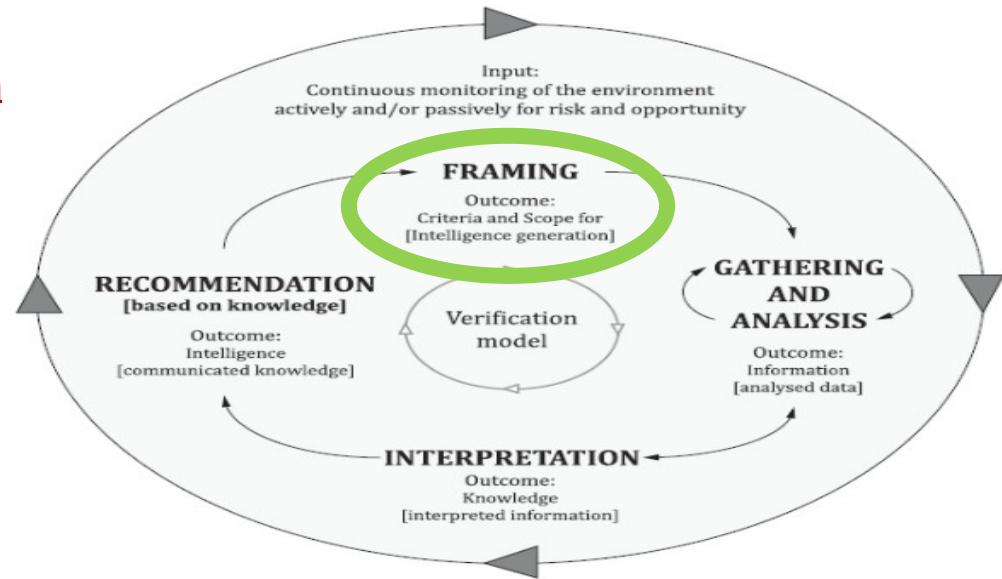 Input:
Continuous monitoring of the environment
actively and/or passively for risk and opportunity
FRAMING
Outcome:
Criteria and Scope for
[Intelligence generation]
RECOMMENDATION
[based on knowledge]
Outcome:
Intelligence
[communicated knowledge]
Verification
model
GATHERING
AND
ANALYSIS
Outcome:
Information
[analysed data]
INTERPRETATION
Outcome:
Knowledge
[interpreted information]